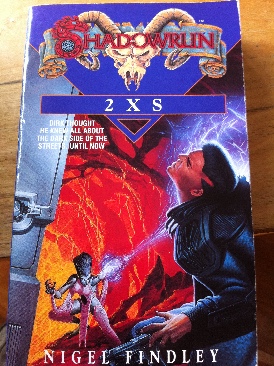 SHADOWRUN
2XS
DIRK THOUGHT
HE KNEW ALL ABOUT
THE DARK SIDE OF THE
STREETS. UNTIL NOW
NIGEL FINDLEY